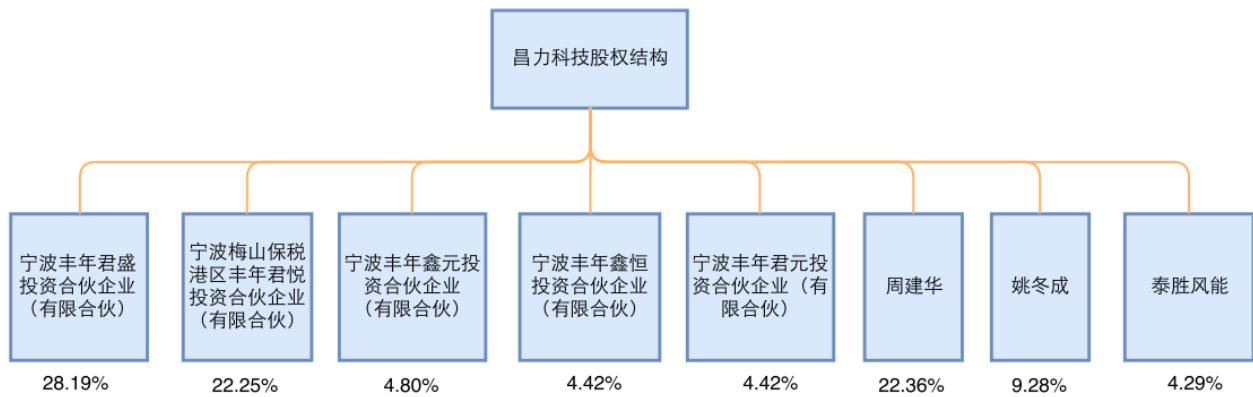 昌力科技股权结构
宁波丰年君盛
投资合伙企业
（有限合伙）
宁波梅山保税
港区丰年君悦
投资合伙企业
（有限合伙）
宁波丰年鑫元投
资合伙企业
（有限合伙）
宁波丰年鑫恒
投资合伙企业
（有限合伙）
宁波丰年君元投
资合伙企业（有
限合伙）
周建华
姚冬成
泰胜风能
28.19%
22.25%
4.80%
4.42%
4.42%
22.36%
9.28%
4.29%